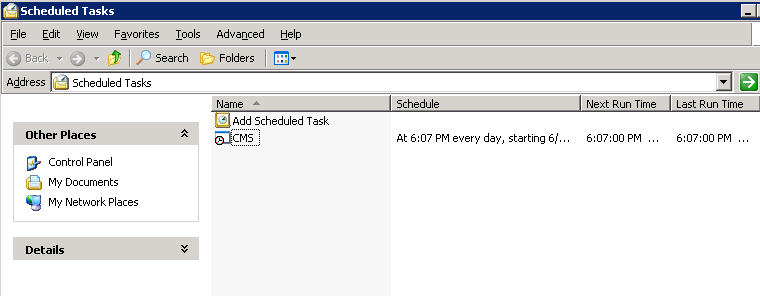 Scheduled Tasks
File Edit View Favorites Tools Advanced Help
Back Search Folders
Address Scheduled Tasks
Name Schedule Next Run Time Last Run Time
Add Scheduled Task
CMS At 6:07 PM every day, starting 6/... 6:07:00 PM ... 6:07:00 PM ...
Other Places
Control Panel
My Documents
My Network Places
Details